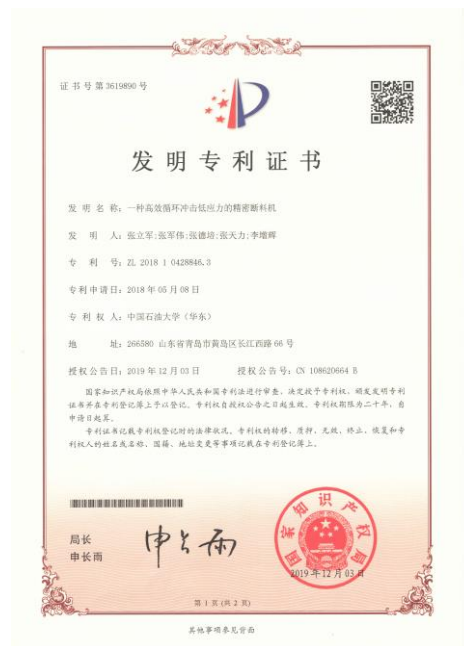 证书号第3619890号
发明专利证书
发 明 名 称：一种高效循环冲击低应力的精密断料机
发 明 人：张立军;张军伟;张德培;张天力;李增辉
专 利 号：ZL 2018 1 0428846.3
专利申请日：2018年05月08日
专 利 权 人：中国石油大学（华东）
地 址：266580 山东省青岛市黄岛区长江西路66号
授权公告日：2019年12月03日 授权公告号：CN 108620664 B
国家知识产权局依照中华人民共和国专利法进行审查，决定授予专利权，颁发发明专利
证书并在专利登记簿上予以登记。专利权自授权公告之日起生效。专利权期限为二十年，自
申请日起算。
专利证书记载专利权登记时的法律状况。专利权的转移、质押、无效、终止、恢复和专
利权人的姓名或名称、国籍、地址变更等事项记载在专利登记簿上。
局长
申长雨
申长雨
国家知识产权局
2019年12月03日
第 1 页 (共 2 页)
其他事项参见背面